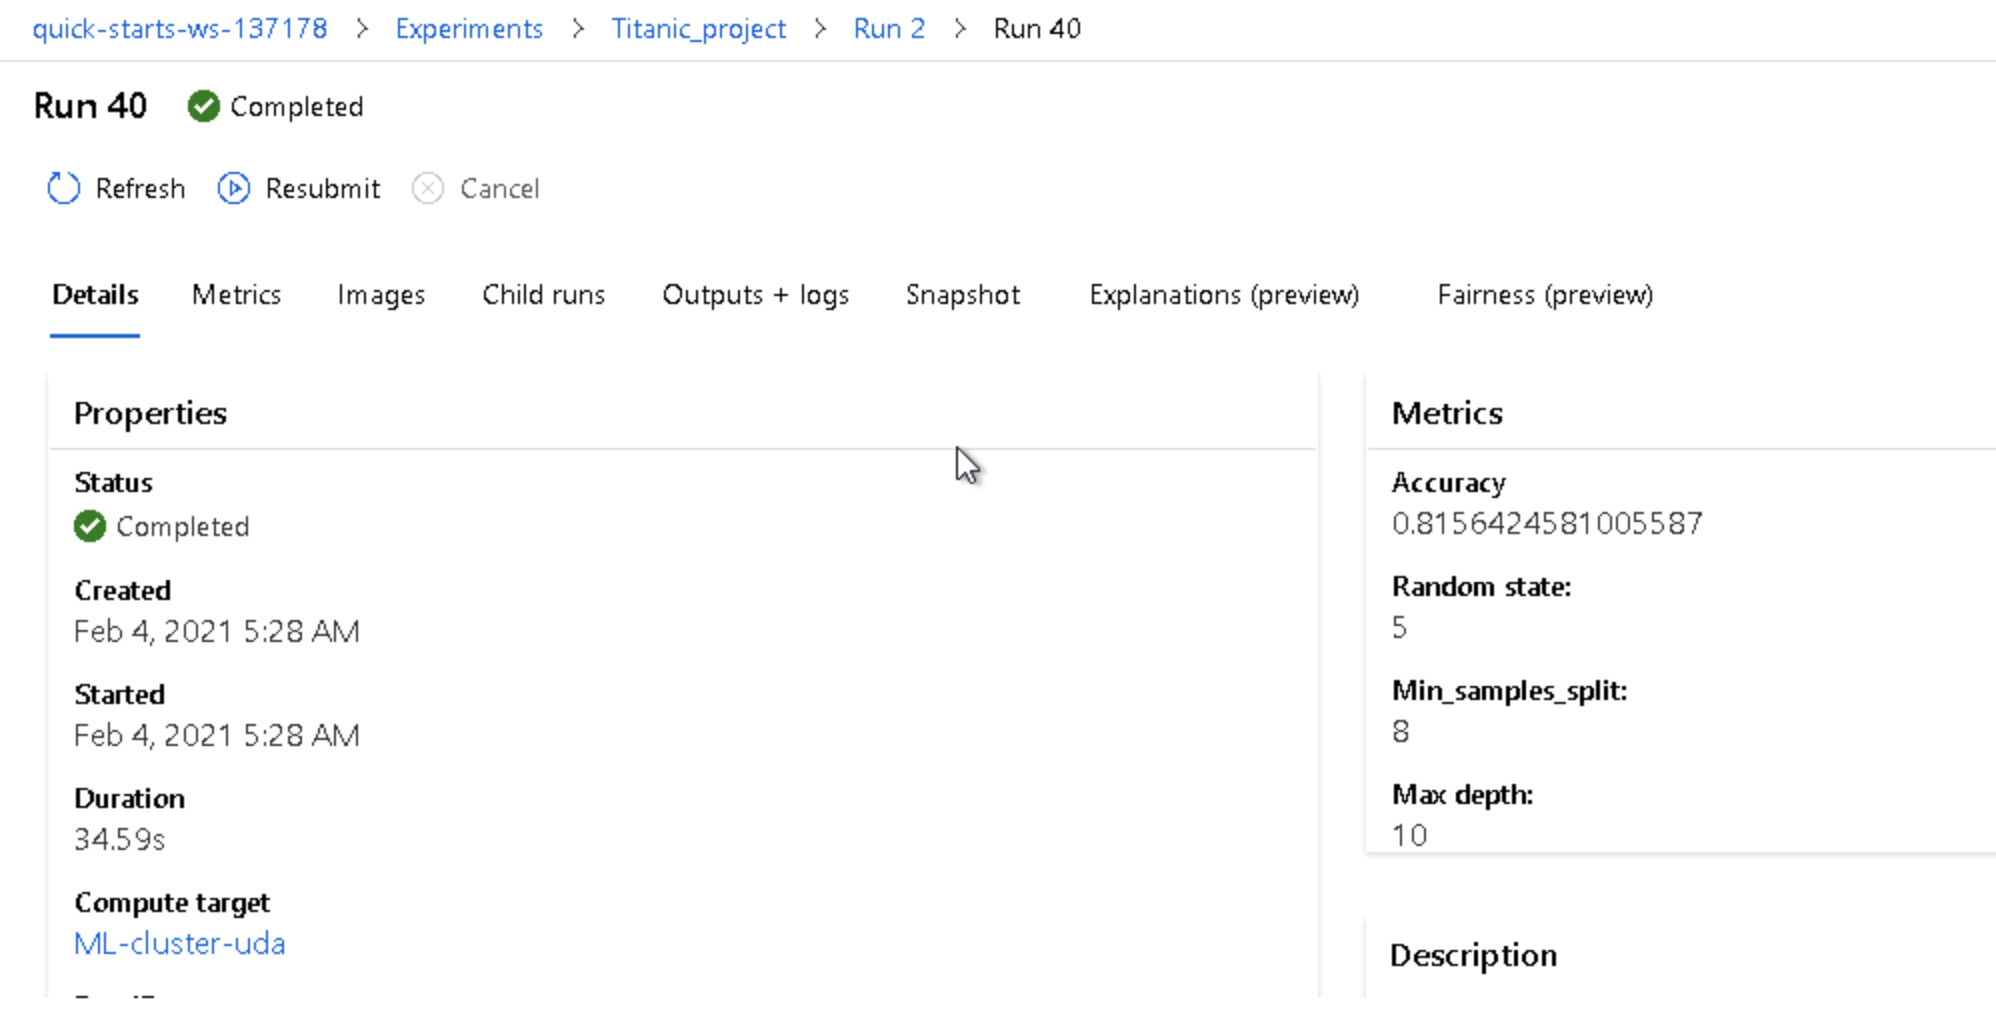 quick-starts-ws-137178 > Experiments > Titanic_project > Run 2 > Run 40
Run 40 Completed
Refresh Resubmit Cancel
Details Metrics Images Child runs Outputs + logs Snapshot Explanations (preview) Fairness (preview)
Properties
Status
Completed
Created
Feb 4, 2021 5:28 AM
Started
Feb 4, 2021 5:28 AM
Duration
34.59s
Compute target
ML-cluster-uda
Metrics
Accuracy
0.8156424581005587
Random state:
5
Min_samples_split:
8
Max depth:
10
Description